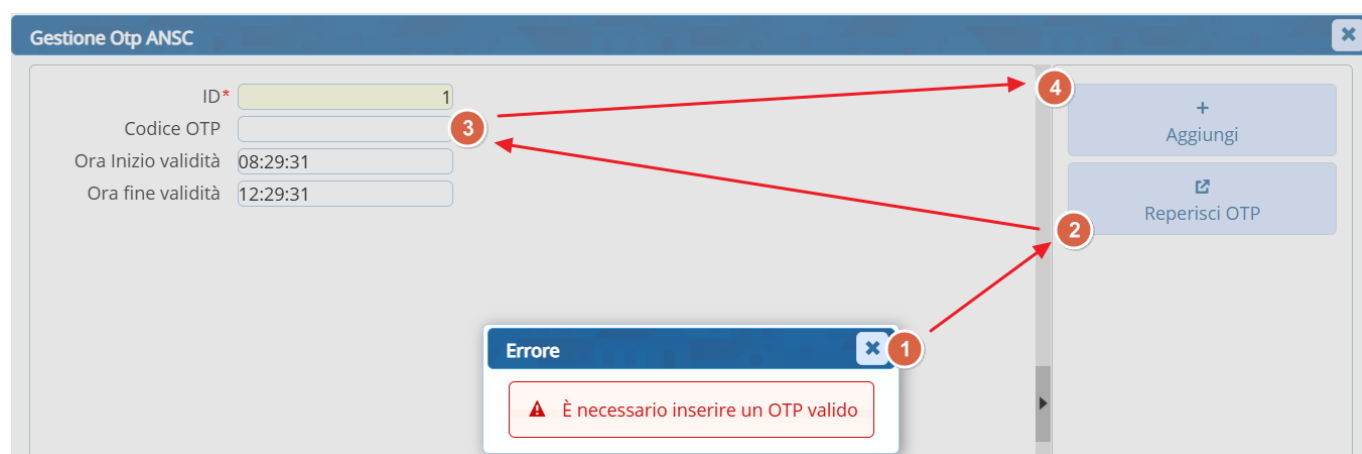 Gestione Otp ANSC
ID* 1
4
+
Aggiungi
Codice OTP
3
Ora Inizio validità 08:29:31
Ora fine validità 12:29:31
Reperisci OTP
2
Errore
1
È necessario inserire un OTP valido